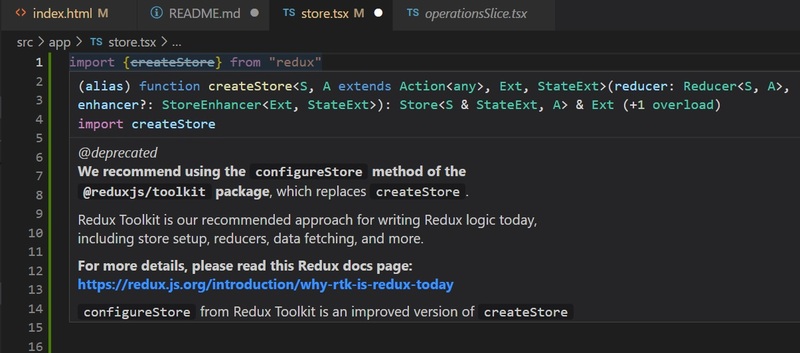 index.html M
README.md
TS store.tsx M
TS operationsSlice.tsx
src > app > TS store.tsx > ...
1 import {createStore} from "redux"
2 (alias) function createStore<S, A extends Action<any>, Ext, StateExt>(reducer: Reducer<S, A>,
3 enhancer?: StoreEnhancer<Ext, StateExt>): Store<S & StateExt, A> & Ext (+1 overload)
4 import createStore
5
6 @deprecated
7 We recommend using the configureStore method of the
8 @reduxjs/toolkit package, which replaces createStore.
9
10 Redux Toolkit is our recommended approach for writing Redux logic today,
11 including store setup, reducers, data fetching, and more.
12 For more details, please read this Redux docs page:
13 https://redux.js.org/introduction/why-rtk-is-redux-today
14 configureStore from Redux Toolkit is an improved version of createStore
15
16